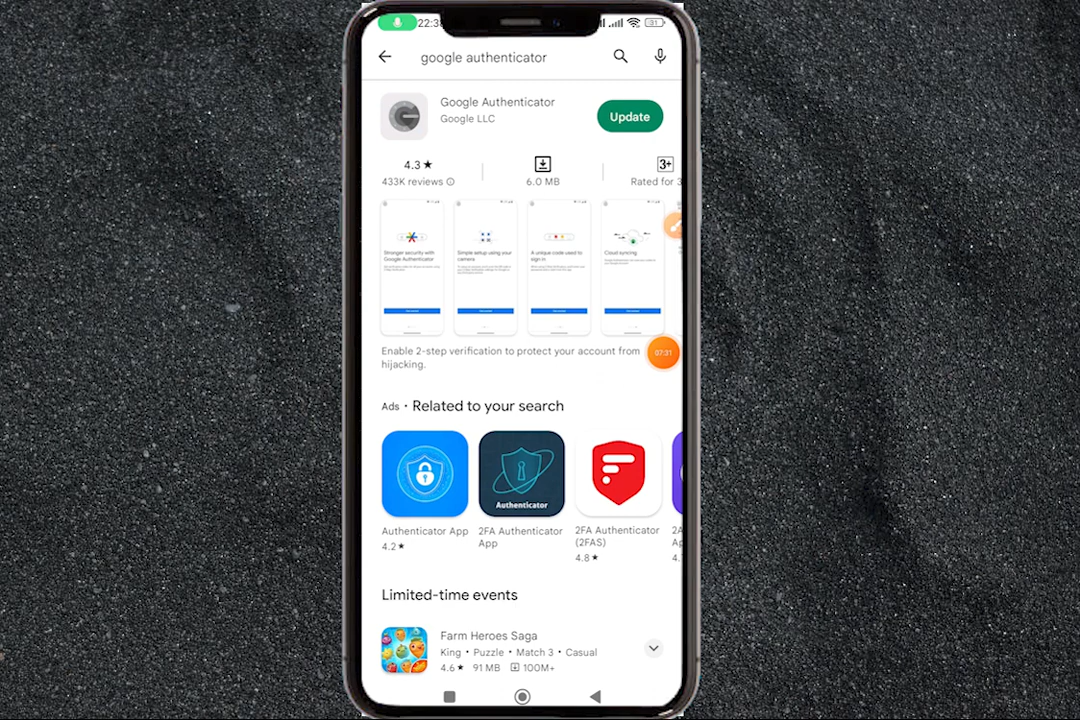 22:38
31
google authenticator
Google Authenticator
Google LLC
Update
4.3★
433K reviews
6.0 MB
3+
Rated for 3
Stronger security with
Google Authenticator
Simple setup using your
camera
A unique code used to
sign in
Cloud syncing
Enable 2-step verification to protect your account from
hijacking.
07:31
Ads • Related to your search
Authenticator
Authenticator App
4.2★
2FA Authenticator
App
2FA Authenticator
(2FAS)
4.8★
Limited-time events
Farm Heroes Saga
King • Puzzle • Match 3 • Casual
4.6★ 91 MB 100M+